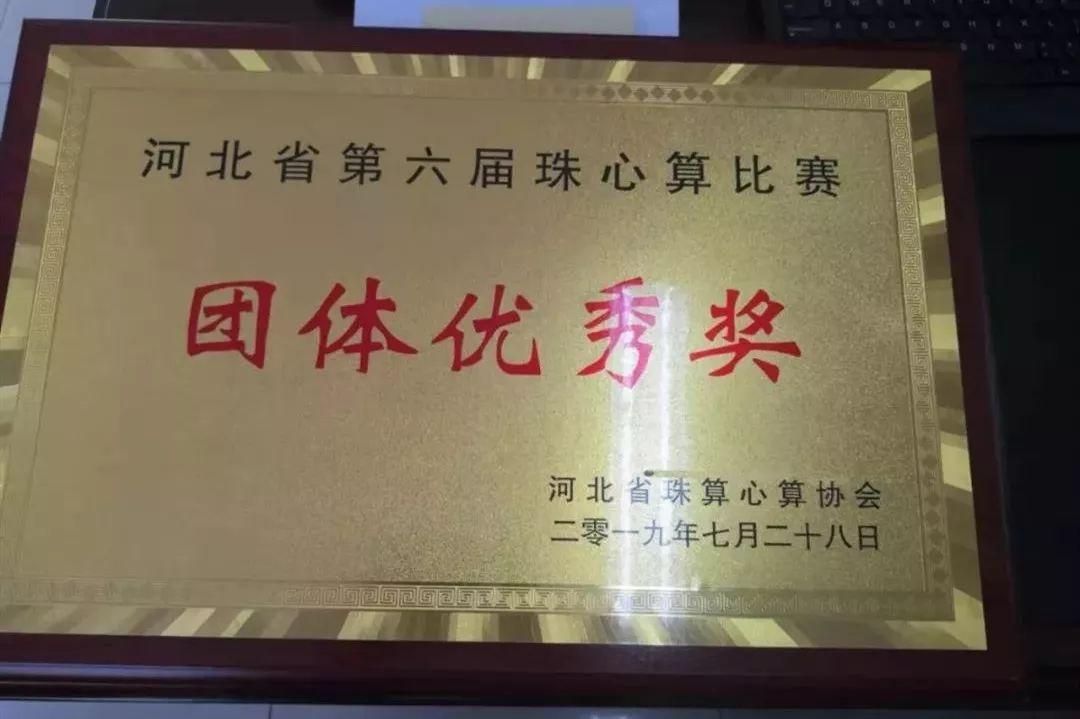 河北省第六届珠心算比赛
团体优秀奖
河北省珠算心算协会
二零一九年七月二十八日